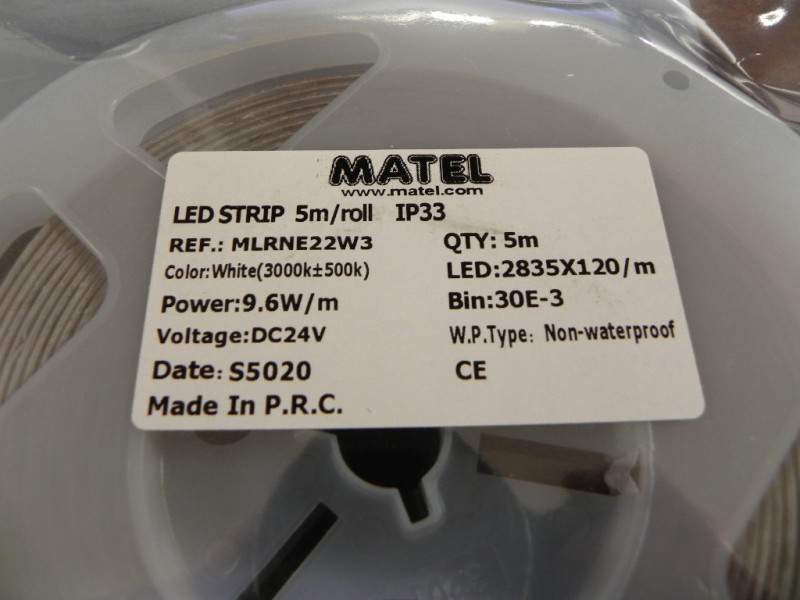 MATEL
www.matel.com
LED STRIP 5m/roll IP33
REF.: MLRNE22W3 QTY: 5m
Color:White(3000k±500k) LED:2835X120/m
Power:9.6W/m Bin:30E-3
Voltage:DC24V W.P.Type: Non-waterproof
Date: S5020 CE
Made In P.R.C.